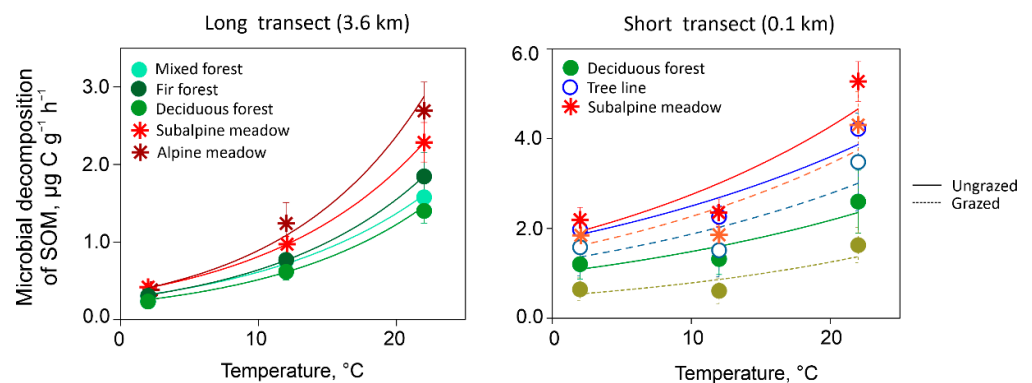 Long transect (3.6 km)
Short transect (0.1 km)
Microbial decomposition
of SOM, µg C g⁻¹ h⁻¹
3.0
2.0
1.0
0.0
Mixed forest
Fir forest
Deciduous forest
Subalpine meadow
Alpine meadow
0
10
20
Temperature, °C
6.0
4.0
2.0
0.0
Deciduous forest
Tree line
Subalpine meadow
0
10
20
Temperature, °C
Ungrazed
Grazed